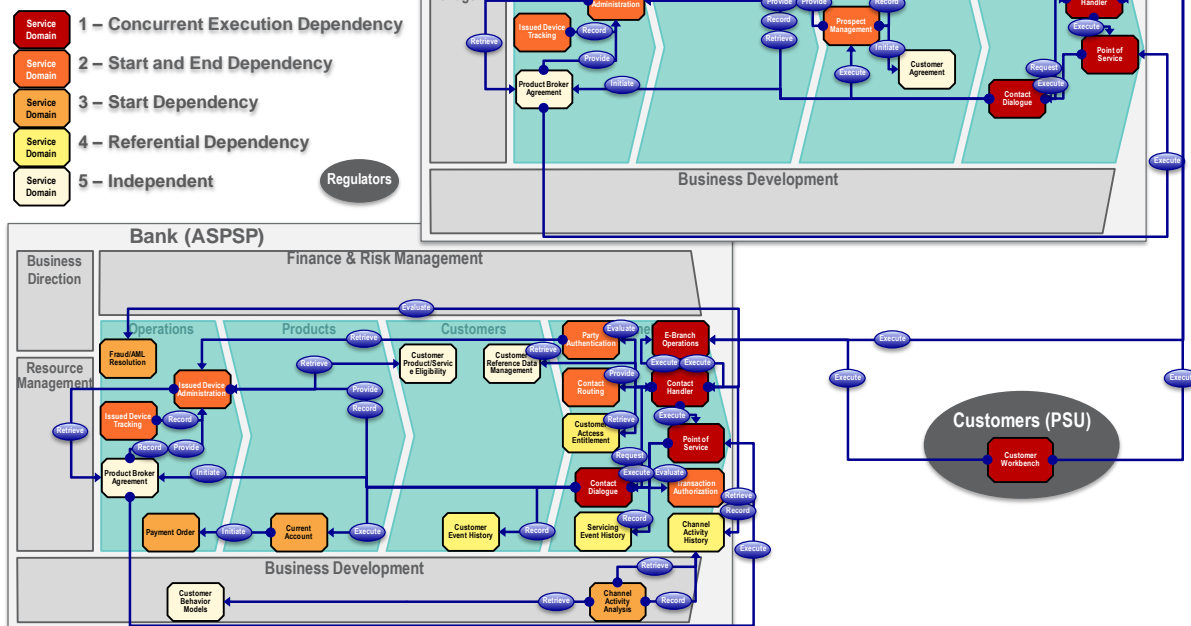 Service
Domain
1 – Concurrent Execution Dependency
Service
Domain
2 – Start and End Dependency
Service
Domain
3 – Start Dependency
Service
Domain
4 – Referential Dependency
Service
Domain
5 – Independent
Regulators
Administration
Provide
Provide
Record
Handler
Issued Device
Tracking
Record
Record
Prospect
Management
Execute
Retrieve
Retrieve
Initiate
Point of
Service
Provide
Execute
Customer
Agreement
Request
Product Broker
Agreement
Initiate
Execute
Contact
Dialogue
Execute
Business Development
Bank (ASPSP)
Business
Direction
Finance & Risk Management
Evaluate
Operations
Products
Customers
Party
Authentication
Evaluate
E-Branch
Operations
Execute
Fraud/AML
Resolution
Retrieve
Customer
Product/Servic
e Eligibility
Retrieve
Customer
Reference Data
Management
Retrieve
Execute
Execute
Resource
Management
Issued Device
Administration
Provide
Contact
Routing
Provide
Contact
Handler
Execute
Execute
Record
Issued Device
Tracking
Record
Retrieve
Execute
Customers (PSU)
Retrieve
Customer
Actcess
Entitlement
Point of
Service
Record
Provide
Request
Customer
Workbench
Product Broker
Agreement
Initiate
Execute
Evaluate
Contact
Dialogue
Transaction
Authorization
Retrieve
Record
Payment Order
Initiate
Current
Account
Execute
Customer
Event History
Record
Servicing
Event History
Record
Channel
Activity
History
Execute
Business Development
Retrieve
Customer
Behavior
Models
Retrieve
Channel
Activity
Analysis
Record